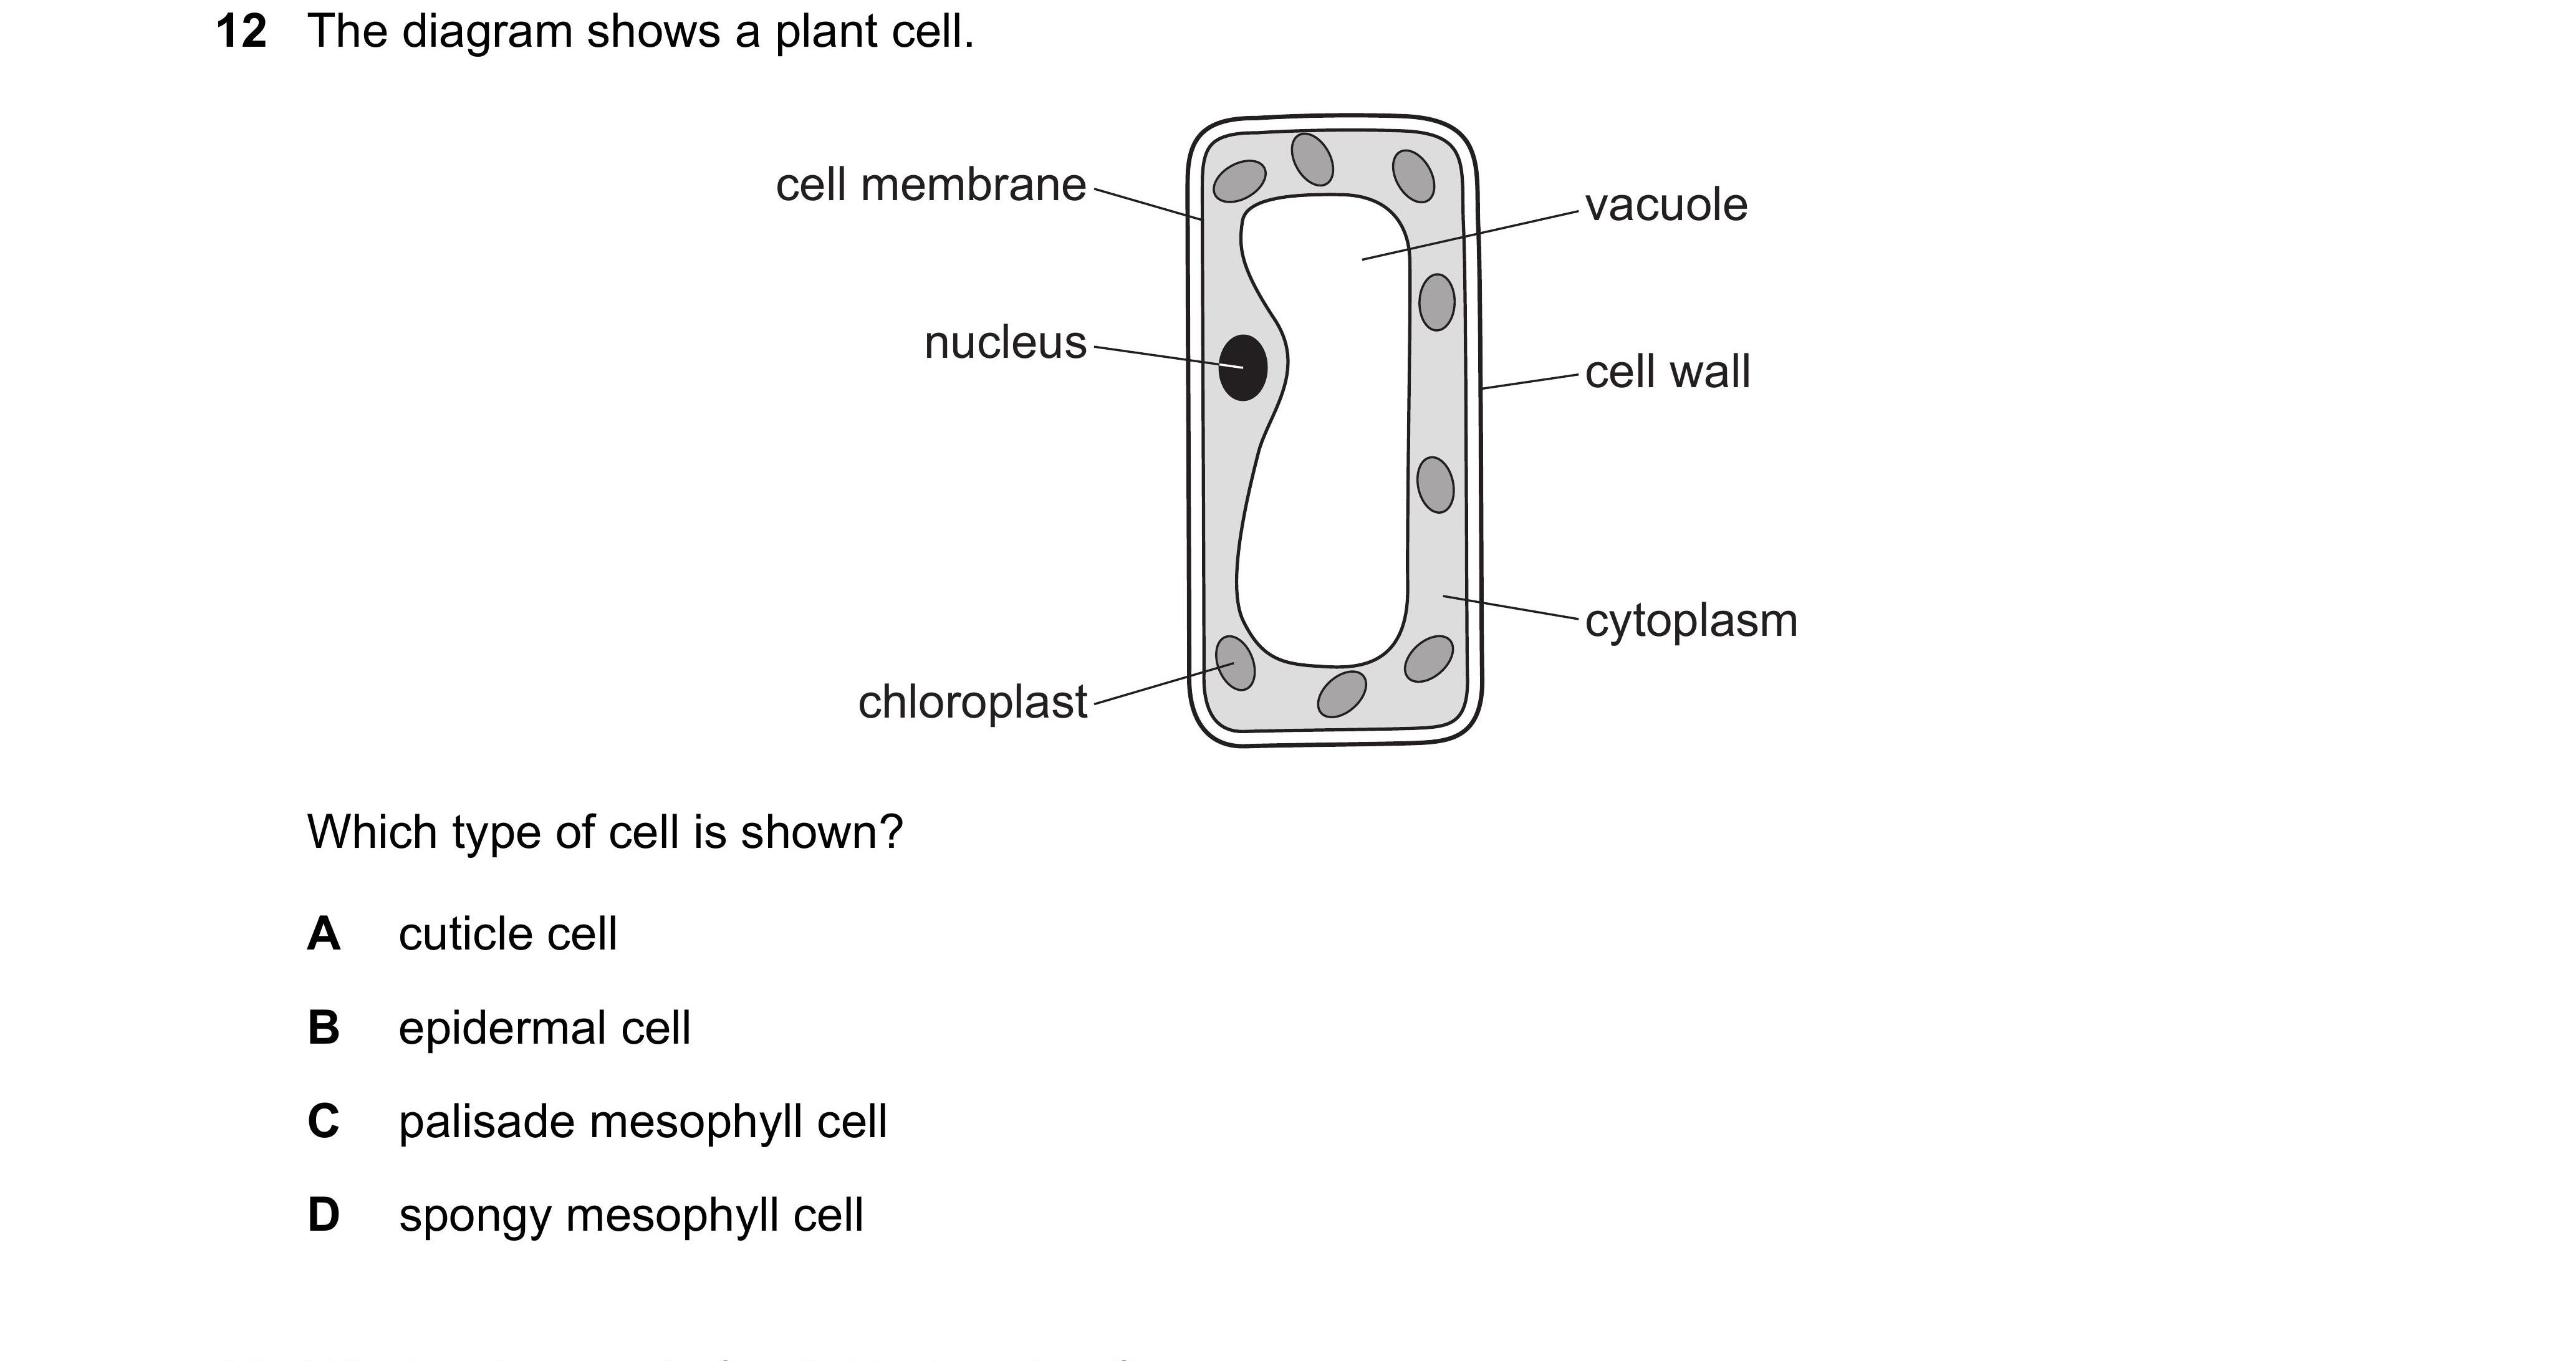 12 The diagram shows a plant cell.
cell membrane
vacuole
nucleus
cell wall
cytoplasm
chloroplast
Which type of cell is shown?
A cuticle cell
B epidermal cell
C palisade mesophyll cell
D spongy mesophyll cell